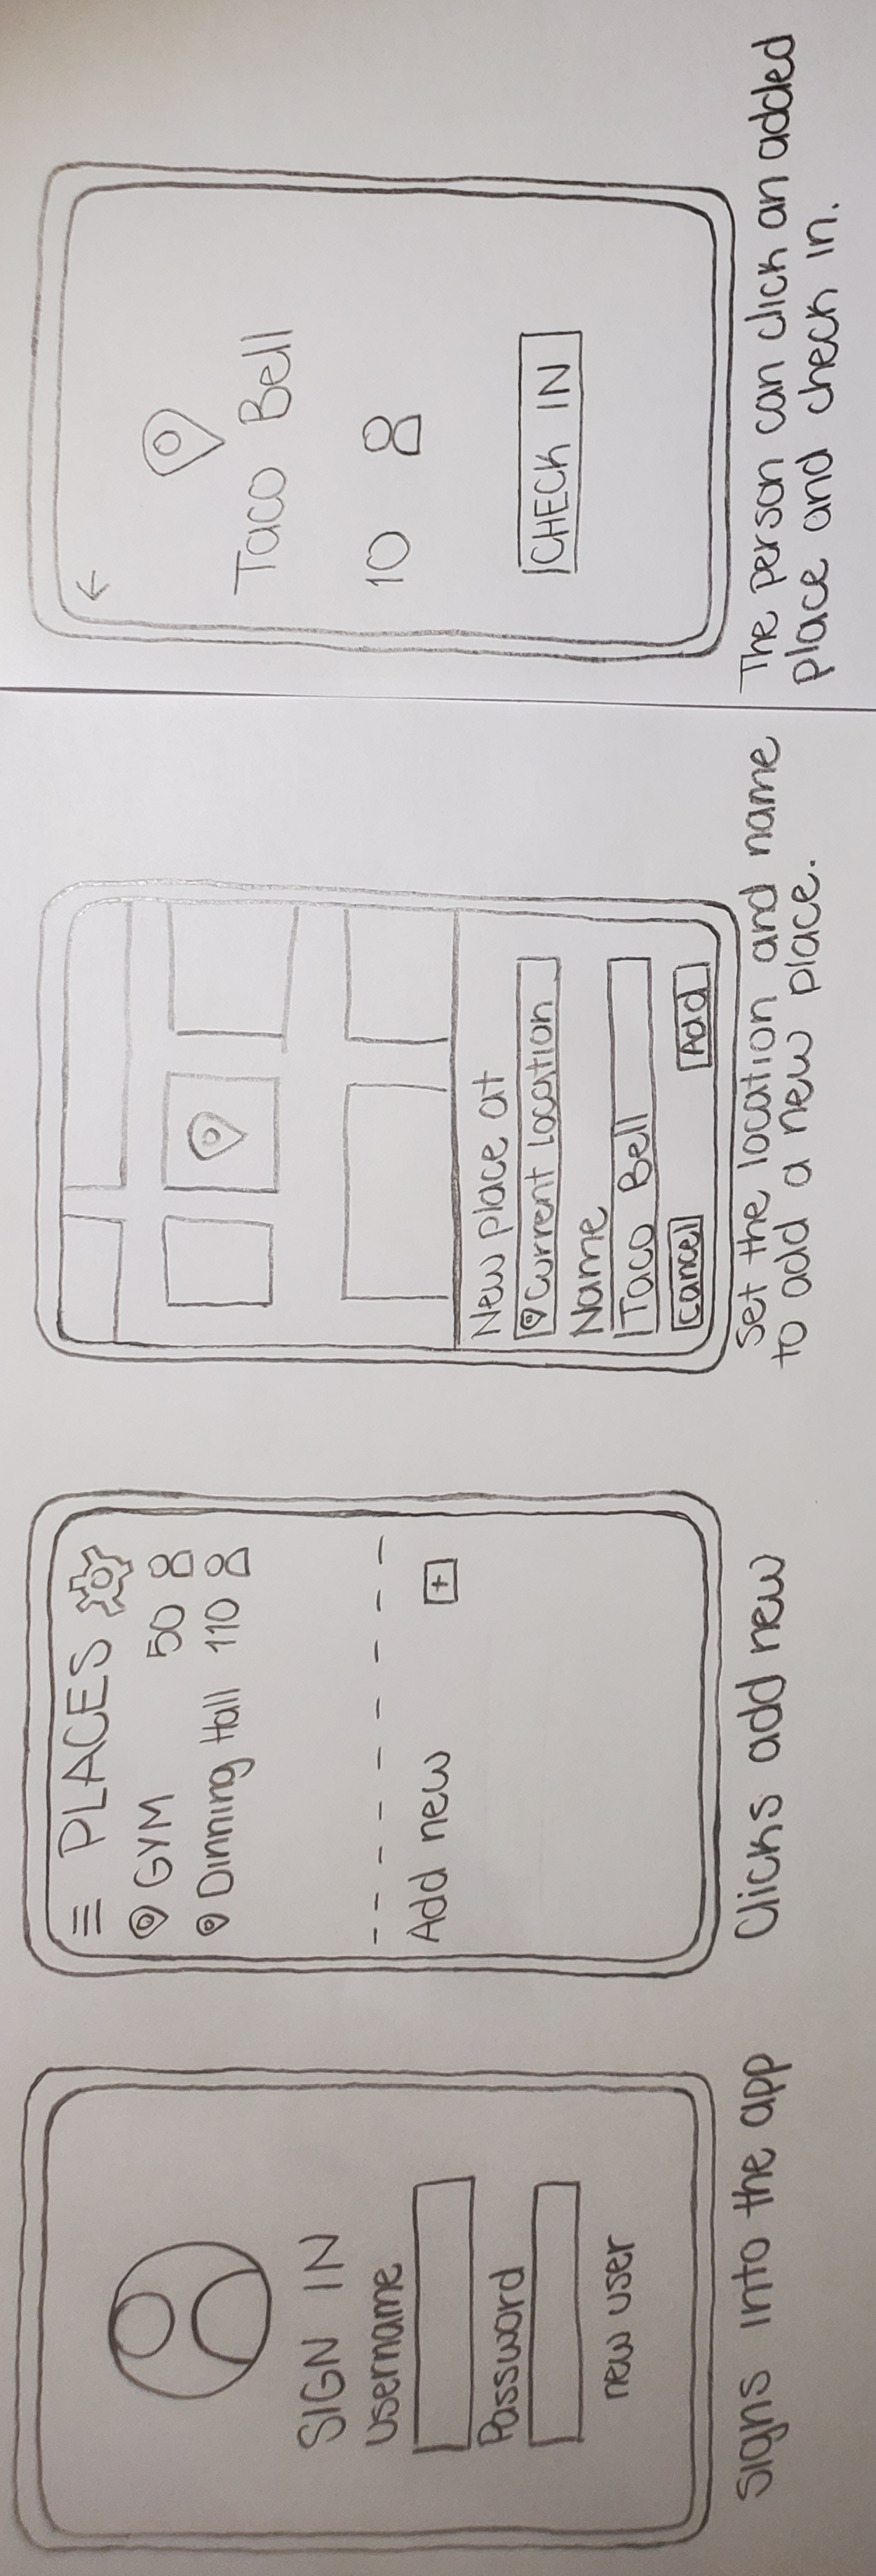 SIGN IN
username
Password
new user
Signs into the app
PLACES
GYM 50
Dinning Hall 110
Add new +
Clicks add new
New place at
Current Location
Name
Taco Bell
Cancel Add
Set the location and name
to add a new place.
←
Taco Bell
10
CHECK IN
The person can click an added
place and check in.